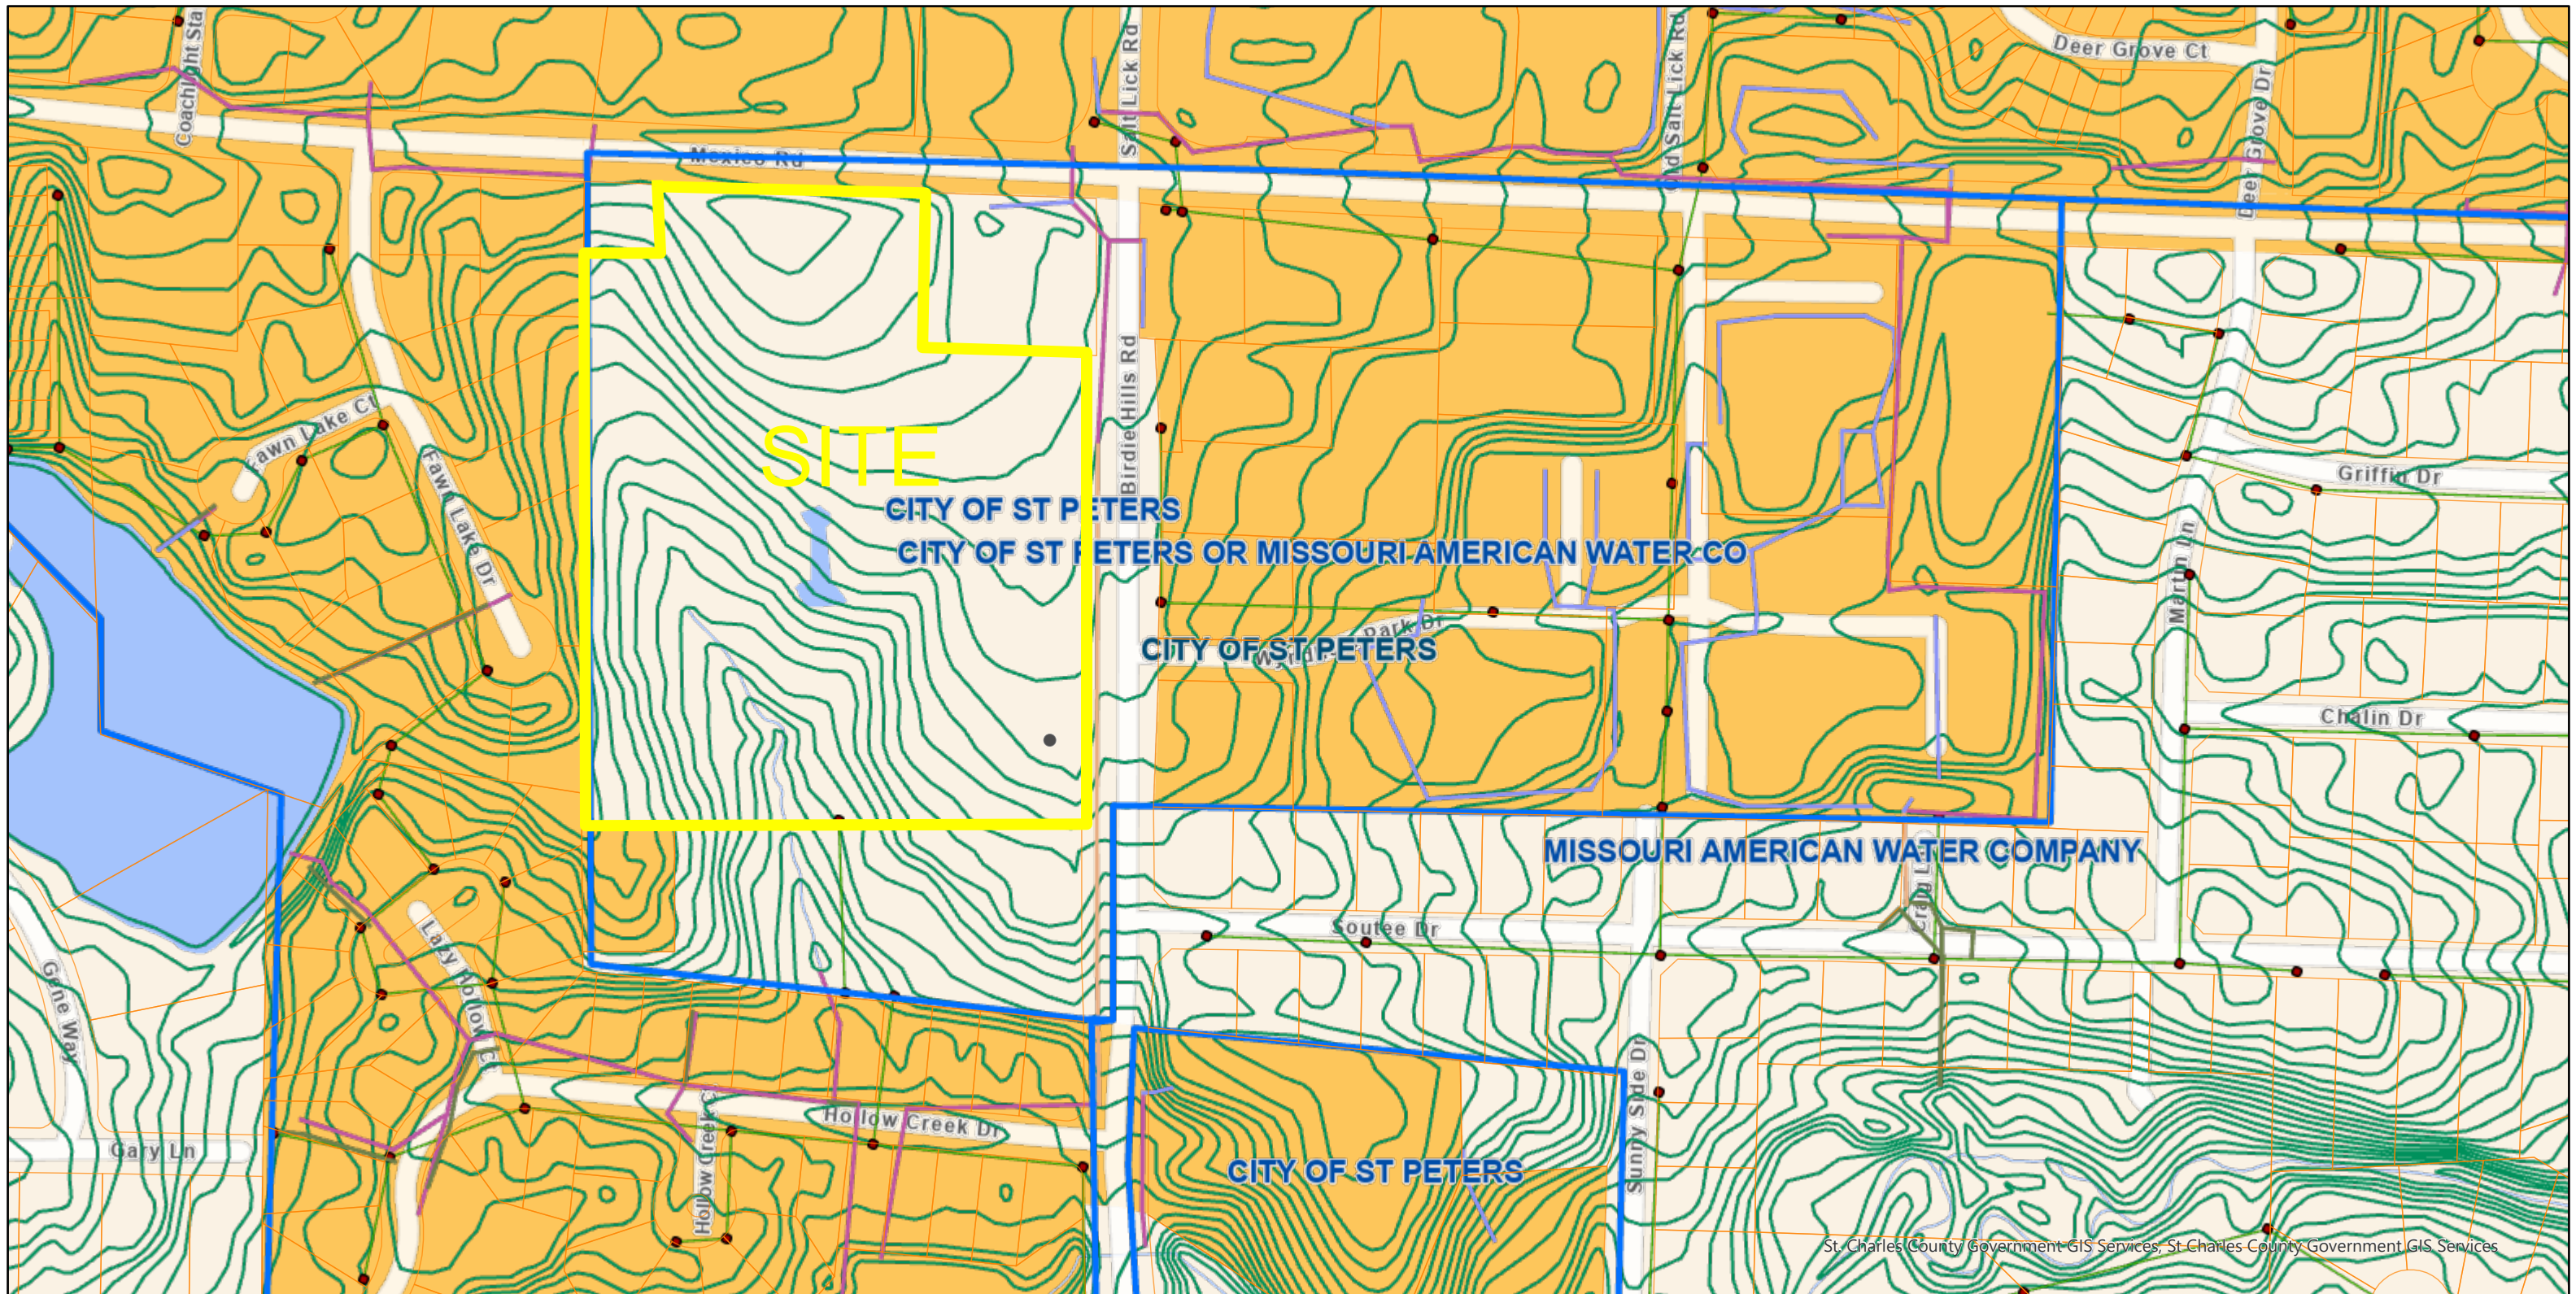 Coachlight Sta
Salt Lick Rd
Old Salt Lick Rd
Deer Grove Ct
Deer Grove Dr
Mexico Rd
Fawn Lake Ct
Fawn Lake Dr
SITE
Birdie Hills Rd
CITY OF ST PETERS
CITY OF ST PETERS OR MISSOURI AMERICAN WATER CO
Griffin Dr
Martin Ln
Park Dr
CITY OF ST PETERS
Chalin Dr
MISSOURI AMERICAN WATER COMPANY
Craig L
Soutee Dr
Lazy Hollow Ct
Gene Way
Gary Ln
Hollow Creek Dr
Hollow Creek C
Sunny Side Dr
CITY OF ST PETERS
St. Charles County Government GIS Services, St Charles County Government GIS Services